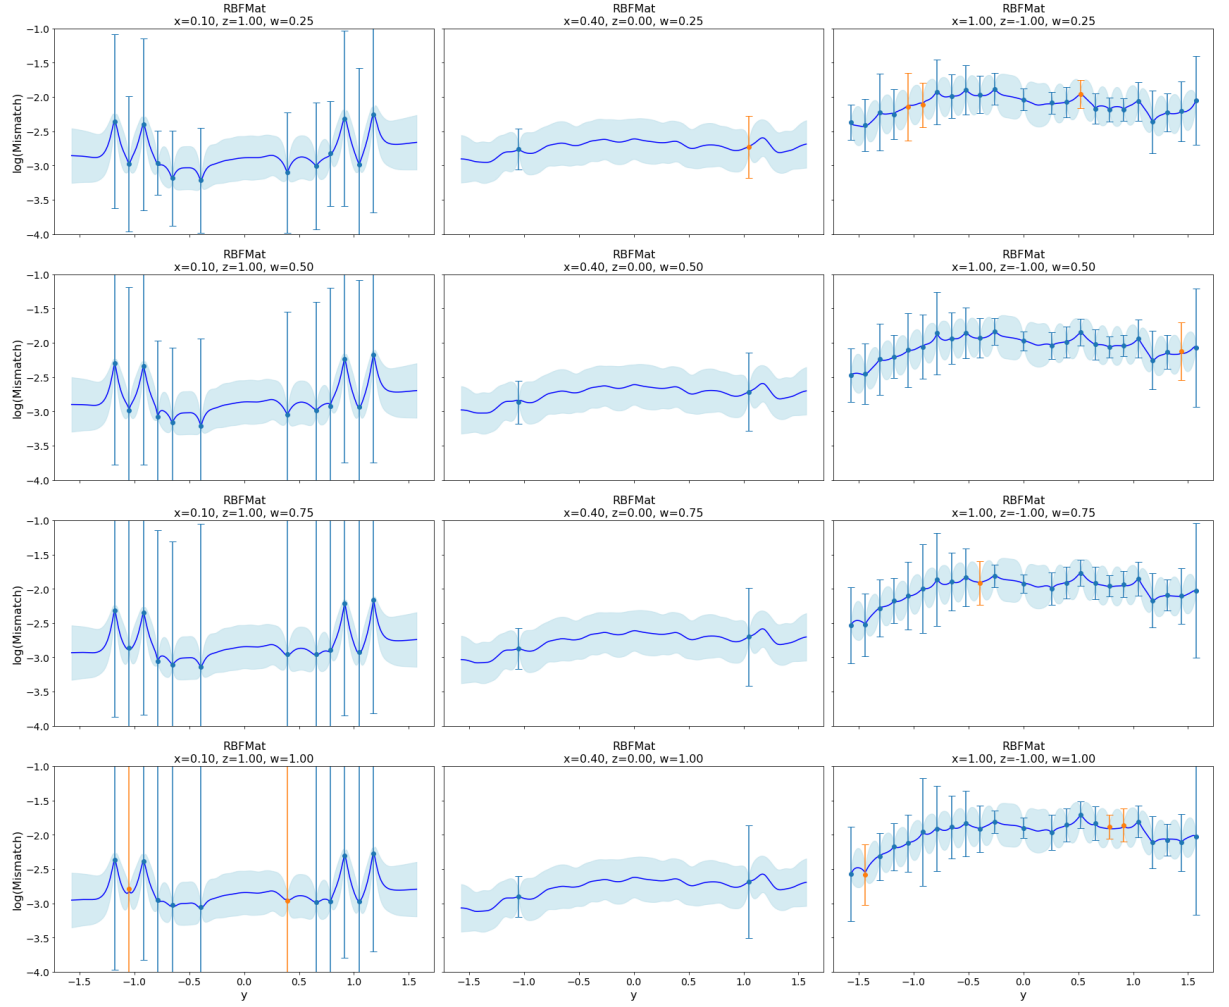 RBFMat
x=0.10, z=1.00, w=0.25
RBFMat
x=0.40, z=0.00, w=0.25
RBFMat
x=1.00, z=-1.00, w=0.25
log(Mismatch)
−1.0
−1.5
−2.0
−2.5
−3.0
−3.5
−4.0
RBFMat
x=0.10, z=1.00, w=0.50
RBFMat
x=0.40, z=0.00, w=0.50
RBFMat
x=1.00, z=-1.00, w=0.50
log(Mismatch)
−1.0
−1.5
−2.0
−2.5
−3.0
−3.5
−4.0
RBFMat
x=0.10, z=1.00, w=0.75
RBFMat
x=0.40, z=0.00, w=0.75
RBFMat
x=1.00, z=-1.00, w=0.75
log(Mismatch)
−1.0
−1.5
−2.0
−2.5
−3.0
−3.5
−4.0
RBFMat
x=0.10, z=1.00, w=1.00
RBFMat
x=0.40, z=0.00, w=1.00
RBFMat
x=1.00, z=-1.00, w=1.00
log(Mismatch)
−1.0
−1.5
−2.0
−2.5
−3.0
−3.5
−4.0
−1.5 −1.0 −0.5 0.0 0.5 1.0 1.5
y
−1.5 −1.0 −0.5 0.0 0.5 1.0 1.5
y
−1.5 −1.0 −0.5 0.0 0.5 1.0 1.5
y